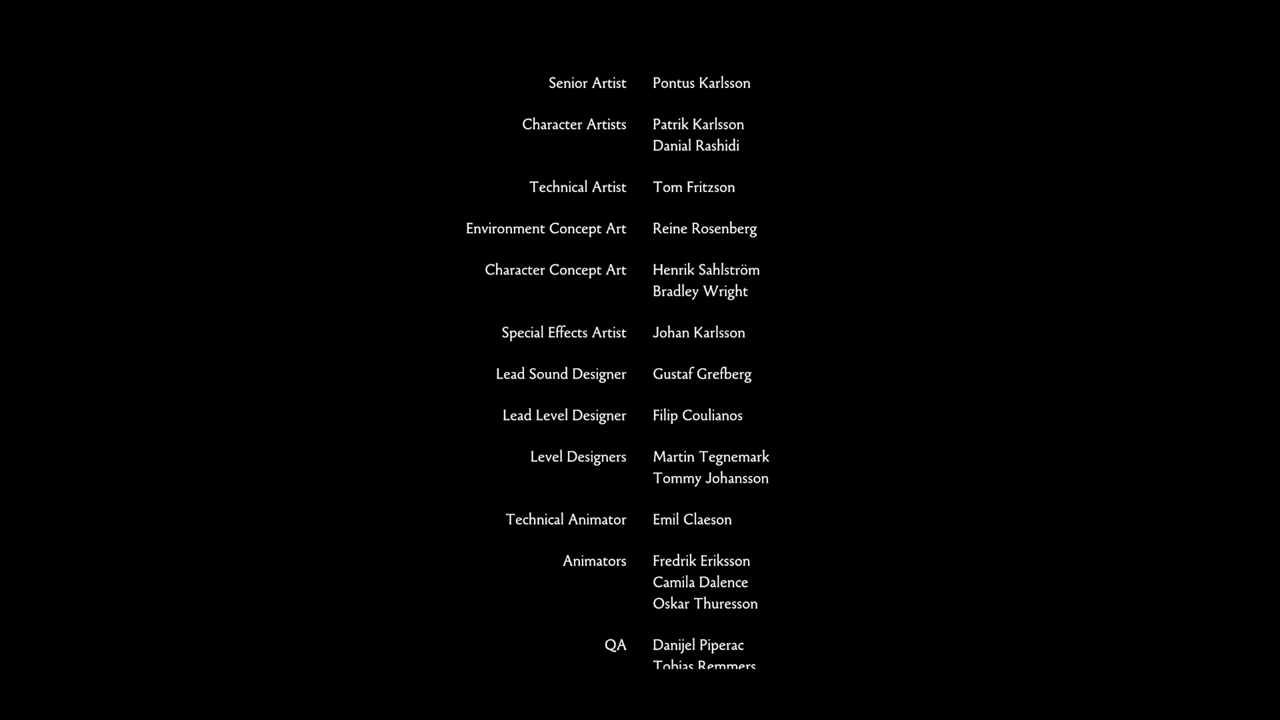 Senior Artist Pontus Karlsson
Character Artists Patrik Karlsson
Danial Rashidi
Technical Artist Tom Fritzson
Environment Concept Art Reine Rosenberg
Character Concept Art Henrik Sahlström
Bradley Wright
Special Effects Artist Johan Karlsson
Lead Sound Designer Gustaf Grefberg
Lead Level Designer Filip Coulianos
Level Designers Martin Tegnemark
Tommy Johansson
Technical Animator Emil Claeson
Animators Fredrik Eriksson
Camila Dalence
Oskar Thuresson
QA Danijel Piperac
Tobias Remmers